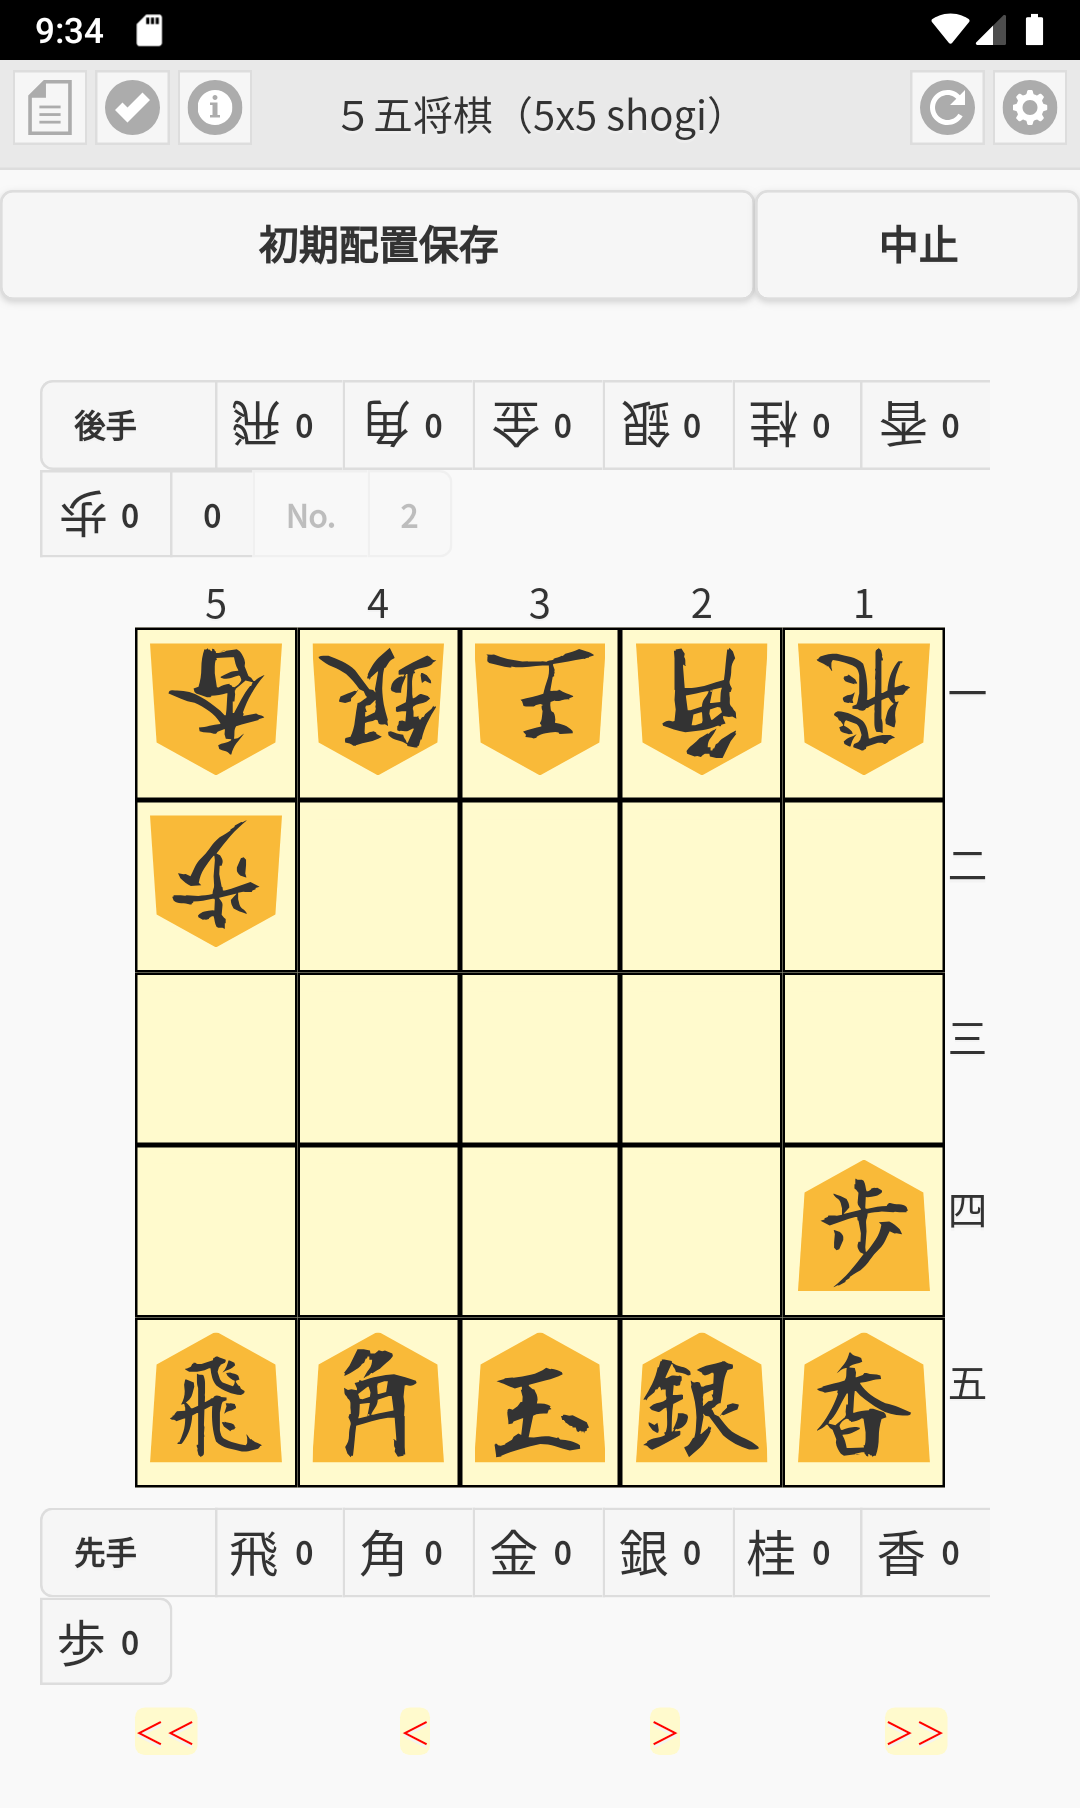 9:34
５五将棋（5x5 shogi）
初期配置保存 中止
後手 飛 0 角 0 金 0 銀 0 桂 0 香 0
歩 0 0 No. 2
5 4 3 2 1
香 銀 王 角 飛 一
歩 二
三
歩 四
飛 角 玉 銀 香 五
先手 飛 0 角 0 金 0 銀 0 桂 0 香 0
歩 0
<< < > >>